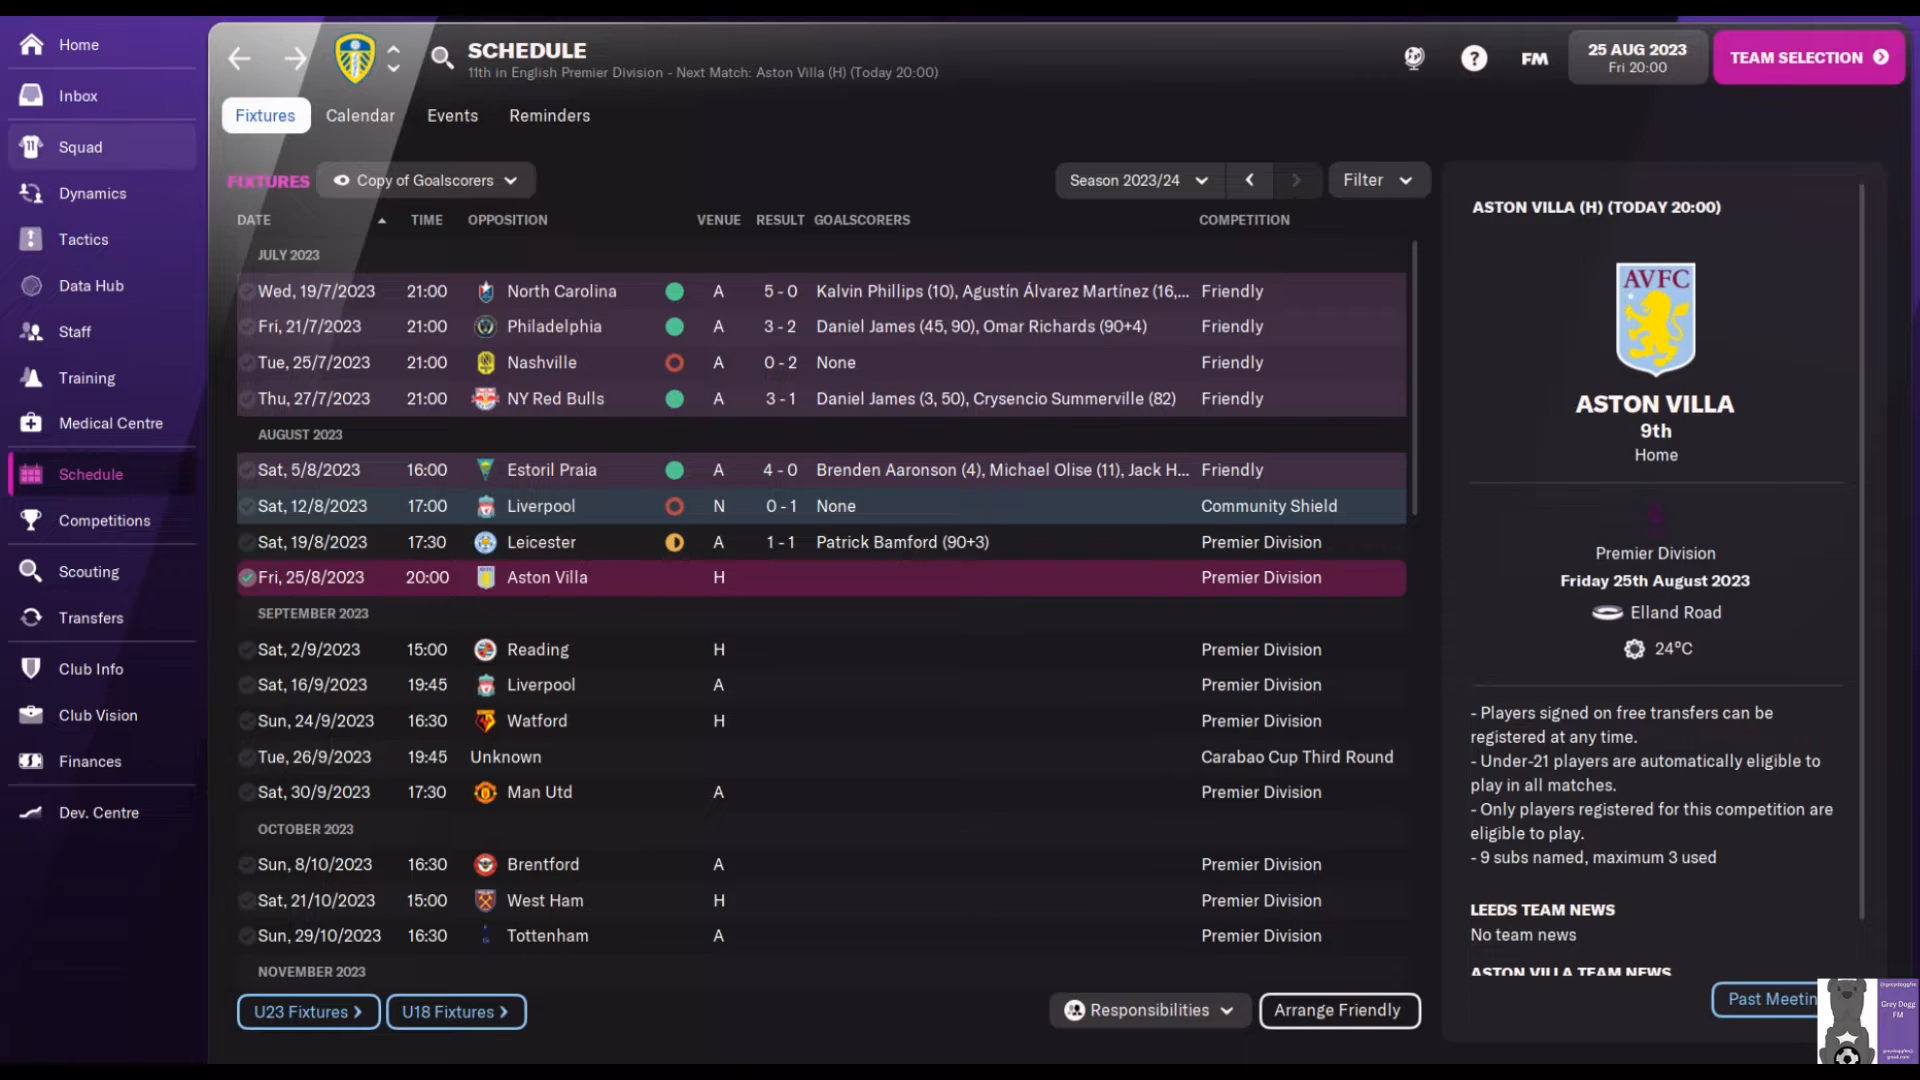 Home
Inbox
Squad
Dynamics
Tactics
Data Hub
Staff
Training
Medical Centre
Schedule
Competitions
Scouting
Transfers
Club Info
Club Vision
Finances
Dev. Centre
SCHEDULE
11th in English Premier Division - Next Match: Aston Villa (H) (Today 20:00)
? FM
25 AUG 2023
Fri 20:00
TEAM SELECTION
Fixtures Calendar Events Reminders
FIXTURES Copy of Goalscorers Season 2023/24 Filter
DATE TIME OPPOSITION VENUE RESULT GOALSCORERS COMPETITION
JULY 2023
Wed, 19/7/2023 21:00 North Carolina A 5 - 0 Kalvin Phillips (10), Agustín Álvarez Martínez (16,... Friendly
Fri, 21/7/2023 21:00 Philadelphia A 3 - 2 Daniel James (45, 90), Omar Richards (90+4) Friendly
Tue, 25/7/2023 21:00 Nashville A 0 - 2 None Friendly
Thu, 27/7/2023 21:00 NY Red Bulls A 3 - 1 Daniel James (3, 50), Crysencio Summerville (82) Friendly
AUGUST 2023
Sat, 5/8/2023 16:00 Estoril Praia A 4 - 0 Brenden Aaronson (4), Michael Olise (11), Jack H... Friendly
Sat, 12/8/2023 17:00 Liverpool N 0 - 1 None Community Shield
Sat, 19/8/2023 17:30 Leicester A 1 - 1 Patrick Bamford (90+3) Premier Division
Fri, 25/8/2023 20:00 Aston Villa H Premier Division
SEPTEMBER 2023
Sat, 2/9/2023 15:00 Reading H Premier Division
Sat, 16/9/2023 19:45 Liverpool A Premier Division
Sun, 24/9/2023 16:30 Watford H Premier Division
Tue, 26/9/2023 19:45 Unknown Carabao Cup Third Round
Sat, 30/9/2023 17:30 Man Utd A Premier Division
OCTOBER 2023
Sun, 8/10/2023 16:30 Brentford A Premier Division
Sat, 21/10/2023 15:00 West Ham H Premier Division
Sun, 29/10/2023 16:30 Tottenham A Premier Division
NOVEMBER 2023
U23 Fixtures U18 Fixtures Responsibilities Arrange Friendly
ASTON VILLA (H) (TODAY 20:00)
AVFC
ASTON VILLA
9th
Home
Premier Division
Friday 25th August 2023
Elland Road
24°C
- Players signed on free transfers can be
registered at any time.
- Under-21 players are automatically eligible to
play in all matches.
- Only players registered for this competition are
eligible to play.
- 9 subs named, maximum 3 used
LEEDS TEAM NEWS
No team news
ASTON VILLA TEAM NEWS
Past Meetin
Grey Dogg
FM